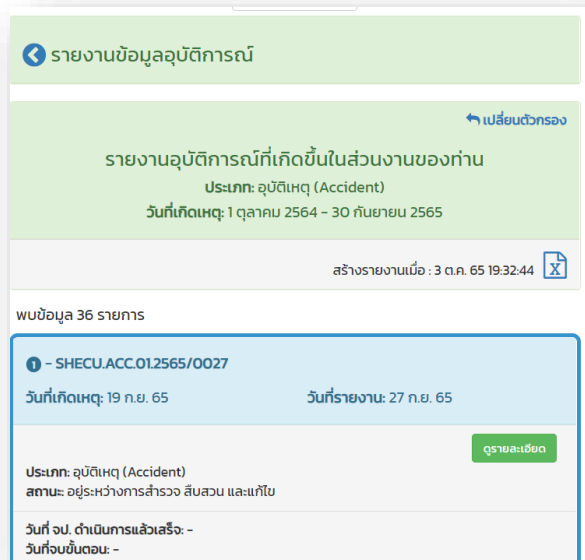 รายงานข้อมูลอุบัติการณ์
เปลี่ยนตัวกรอง
รายงานอุบัติการณ์ที่เกิดขึ้นในส่วนงานของท่าน
ประเภท: อุบัติเหตุ (Accident)
วันที่เกิดเหตุ: 1 ตุลาคม 2564 - 30 กันยายน 2565
สร้างรายงานเมื่อ : 3 ต.ค. 65 19:32:44
พบข้อมูล 36 รายการ
1 - SHECU.ACC.01.2565/0027
วันที่เกิดเหตุ: 19 ก.ย. 65 วันที่รายงาน: 27 ก.ย. 65
ดูรายละเอียด
ประเภท: อุบัติเหตุ (Accident)
สถานะ: อยู่ระหว่างการสำรวจ สืบสวน และแก้ไข
วันที่ จป. ดำเนินการแล้วเสร็จ: -
วันที่จบขั้นตอน: -